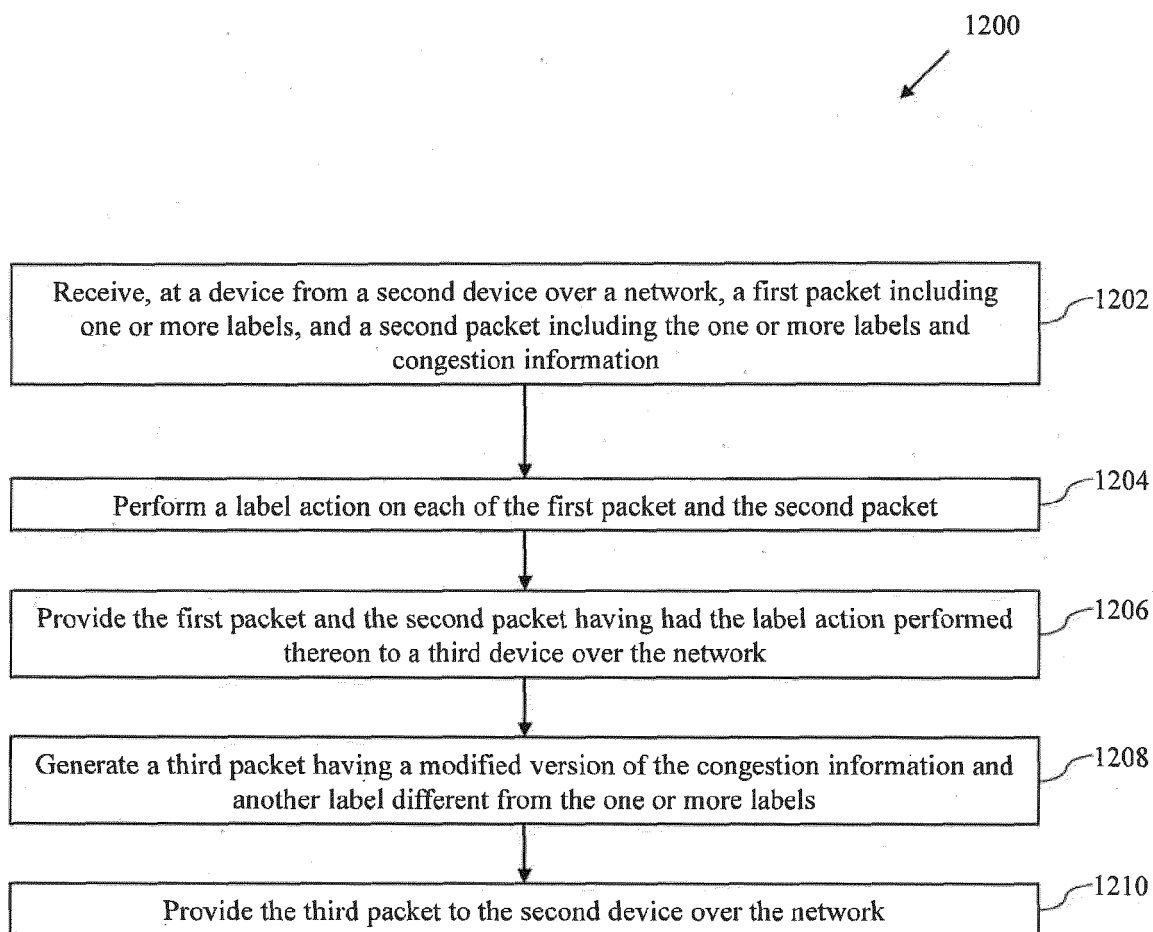 1200
Receive, at a device from a second device over a network, a first packet including
one or more labels, and a second packet including the one or more labels and
congestion information
1202
Perform a label action on each of the first packet and the second packet
1204
Provide the first packet and the second packet having had the label action performed
thereon to a third device over the network
1206
Generate a third packet having a modified version of the congestion information and
another label different from the one or more labels
1208
Provide the third packet to the second device over the network
1210